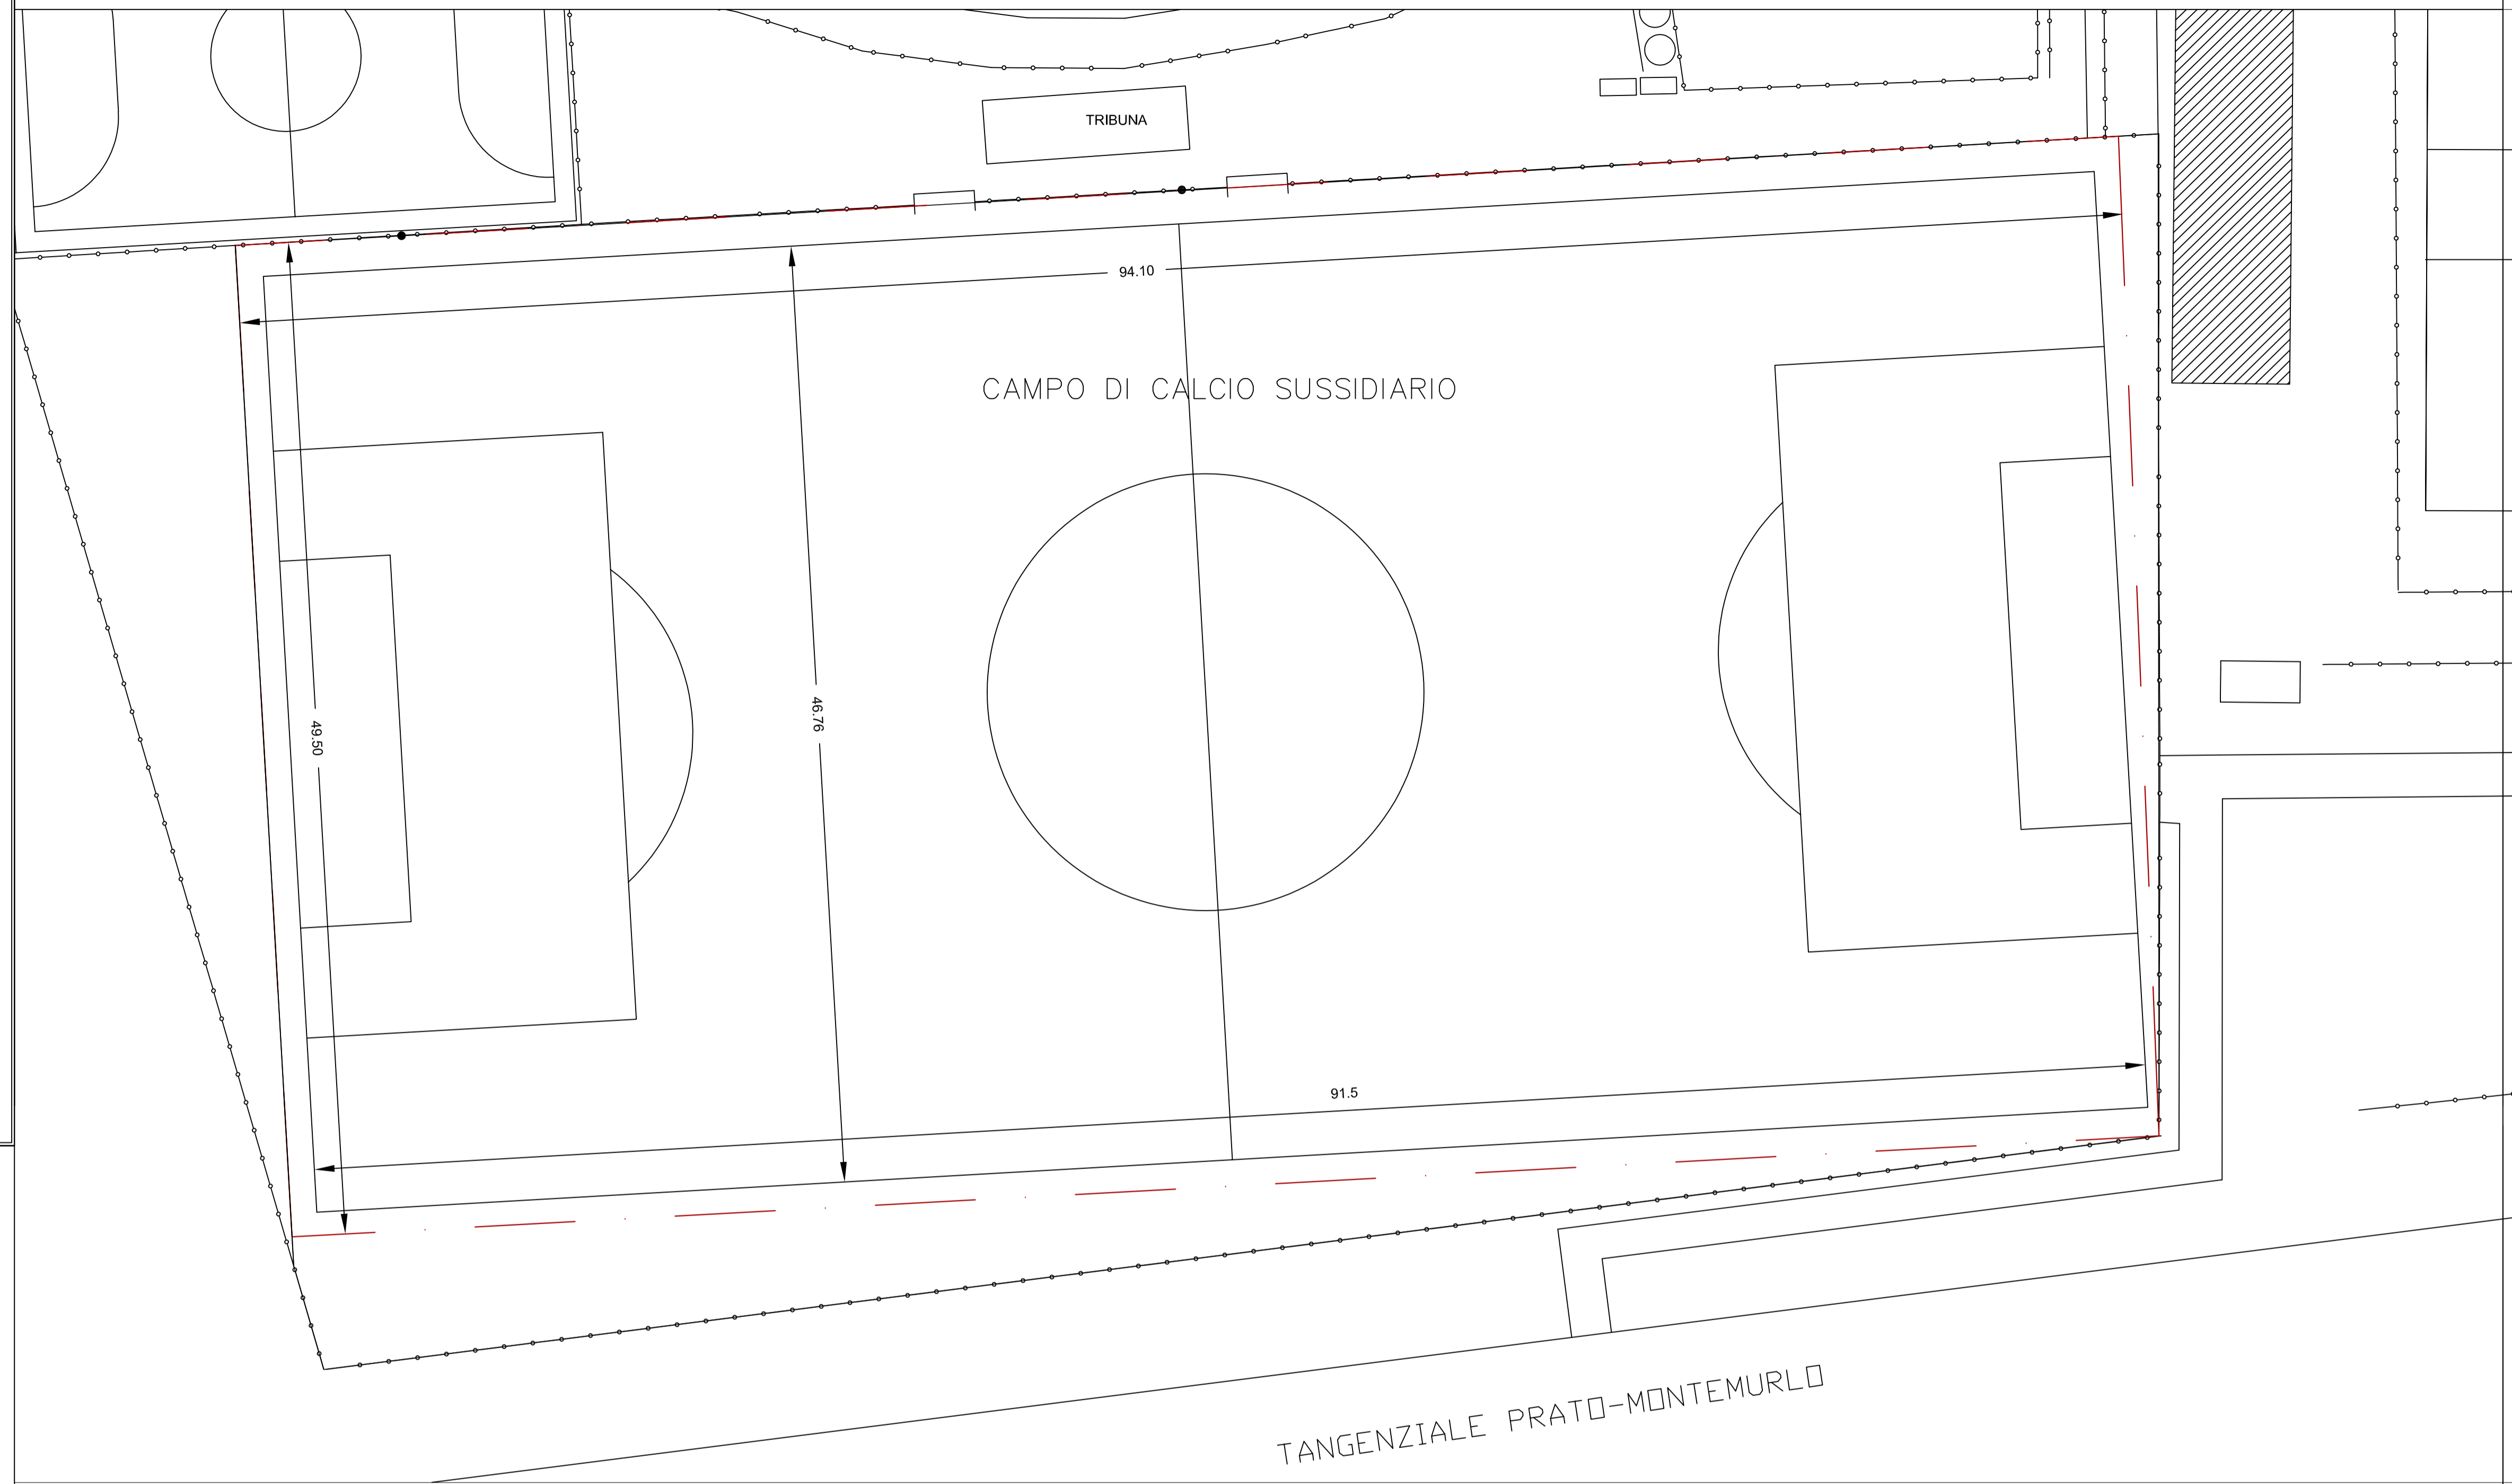 TRIBUNA
94.10
CAMPO DI CALCIO SUSSIDIARIO
46.76
49.50
91.5
TANGENZIALE PRATO-MONTEMURLO